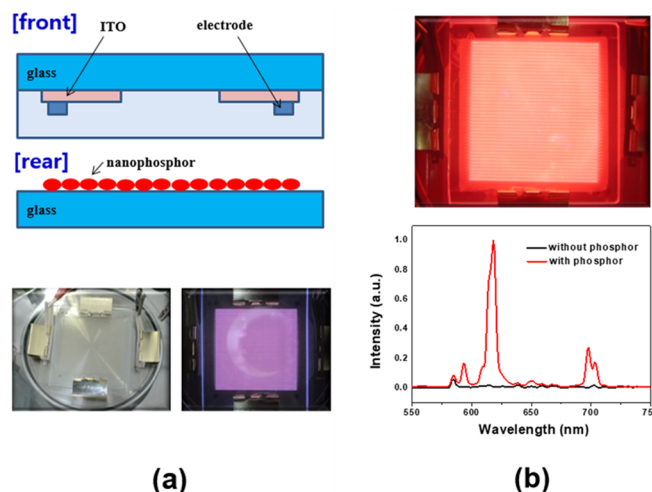 [front]
ITO
electrode
glass
[rear]
nanophosphor
glass
(a)
1.0
0.8
0.6
0.4
0.2
0.0
Intensity (a.u.)
without phosphor
with phosphor
550
600
650
700
75
Wavelength (nm)
(b)